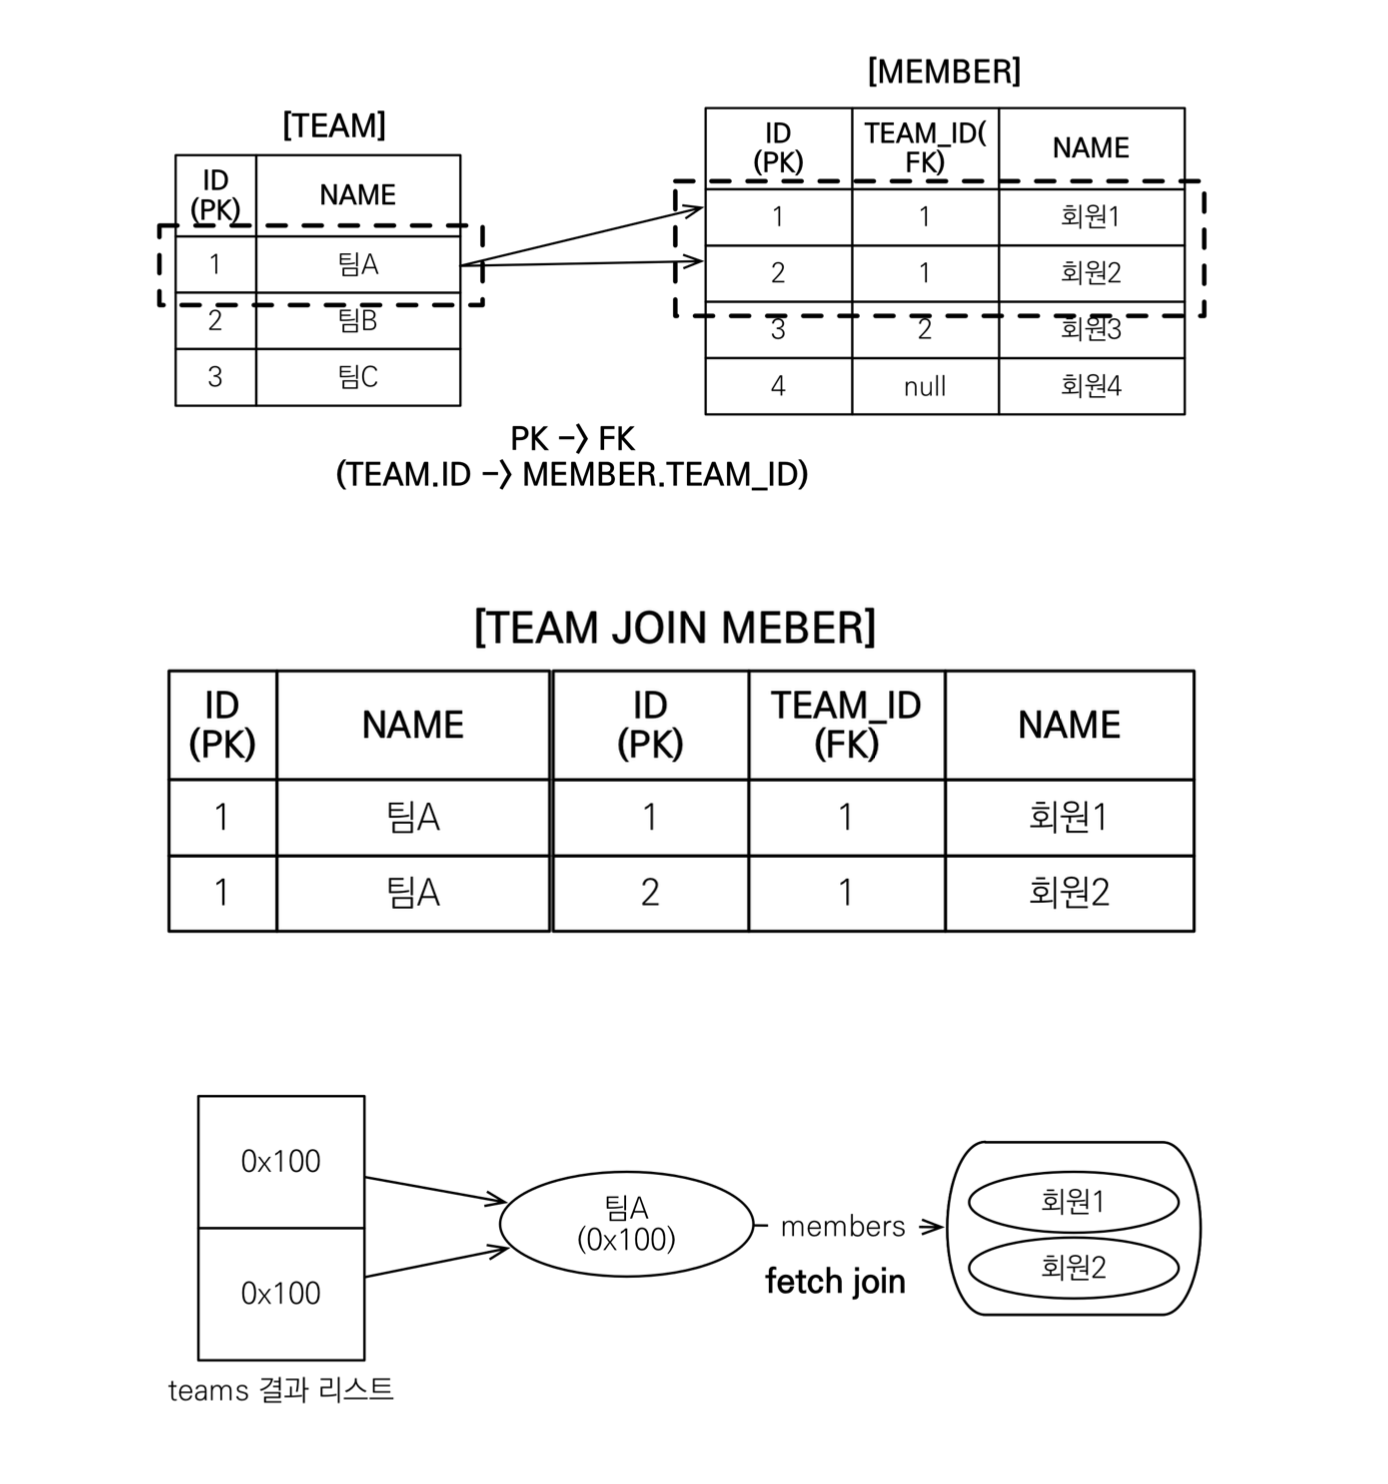 [TEAM]
ID
(PK)
NAME
1
팀A
2
팀B
3
팀C
[MEMBER]
ID
(PK)
TEAM_ID(
FK)
NAME
1
1
회원1
2
1
회원2
3
2
회원3
4
null
회원4
PK -> FK
(TEAM.ID -> MEMBER.TEAM_ID)
[TEAM JOIN MEBER]
ID
(PK)
NAME
ID
(PK)
TEAM_ID
(FK)
NAME
1
팀A
1
1
회원1
1
팀A
2
1
회원2
0x100
0x100
teams 결과 리스트
팀A
(0x100)
members
fetch join
회원1
회원2